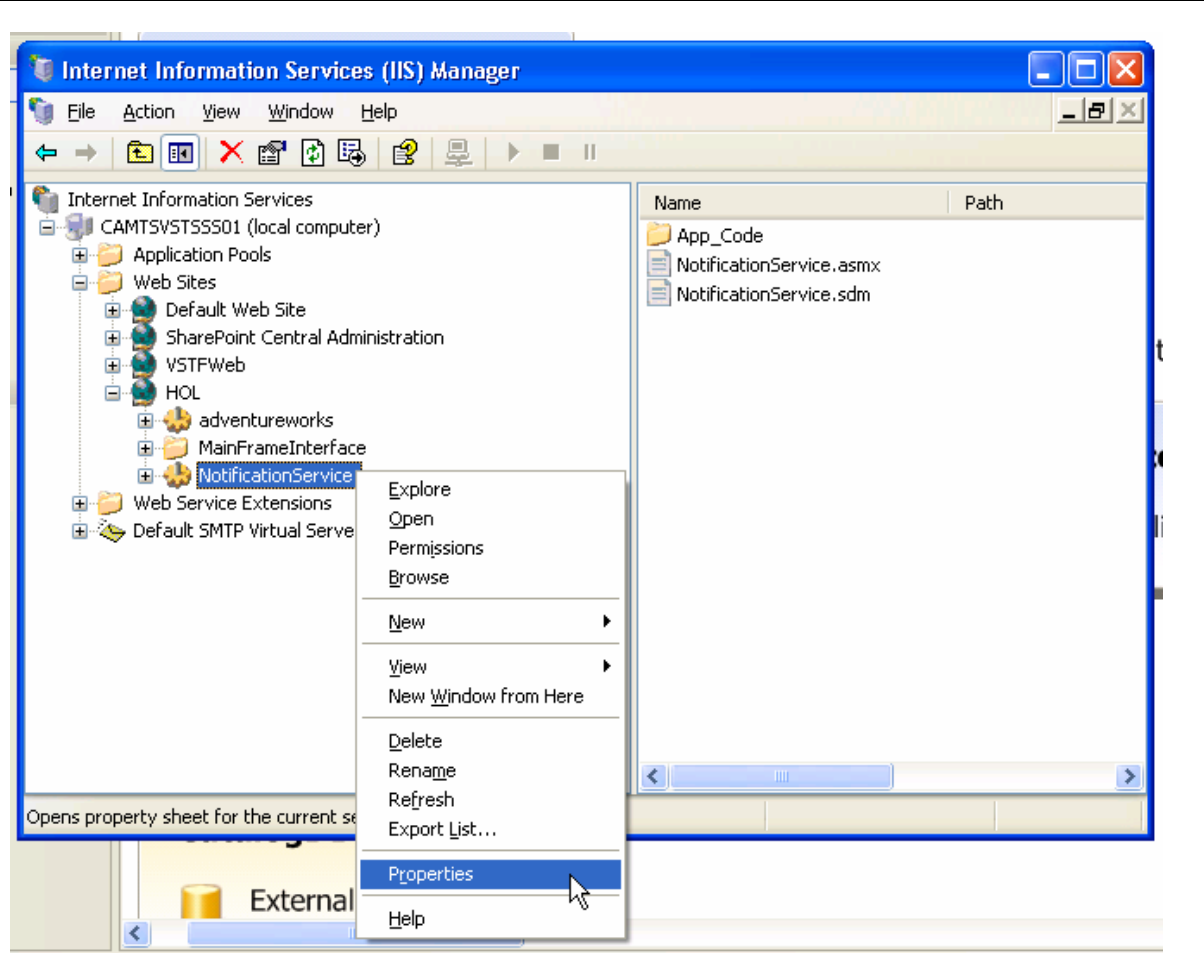 Internet Information Services (IIS) Manager
File Action View Window Help
Internet Information Services
CAMTSVSTSSS01 (local computer)
Application Pools
Web Sites
Default Web Site
SharePoint Central Administration
VSTFWeb
HOL
adventureworks
MainFrameInterface
NotificationService
Web Service Extensions
Default SMTP Virtual Serve
Name Path
App_Code
NotificationService.asmx
NotificationService.sdm
Explore
Open
Permissions
Browse
New
View
New Window from Here
Delete
Rename
Refresh
Export List...
Properties
Help
Opens property sheet for the current se
External